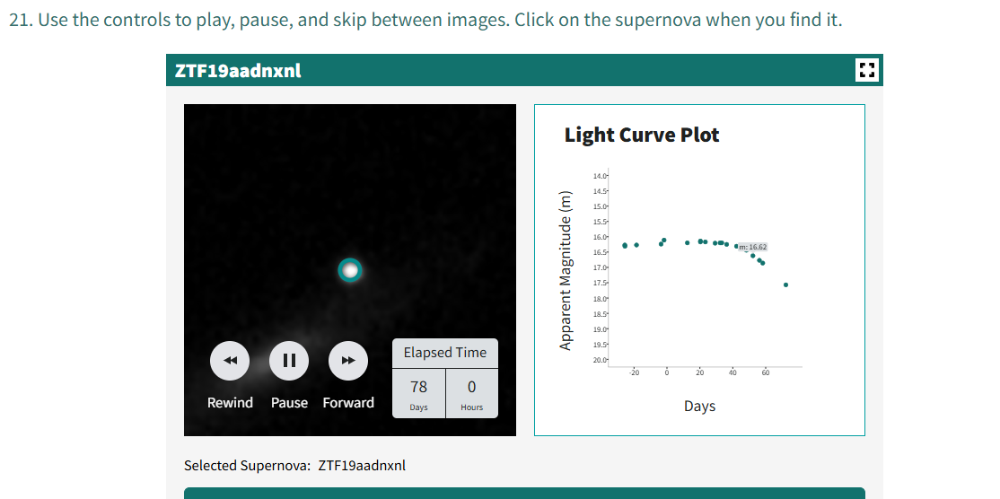 21. Use the controls to play, pause, and skip between images. Click on the supernova when you find it.
ZTF19aadnxnl
Light Curve Plot
Apparent Magnitude (m)
14.0
14.5
15.0
15.5
16.0
16.5
17.0
17.5
18.0
18.5
19.0
19.5
20.0
m: 16.62
-20 0 20 40 60
Days
Elapsed Time
78 0
Days Hours
Rewind Pause Forward
Selected Supernova: ZTF19aadnxnl